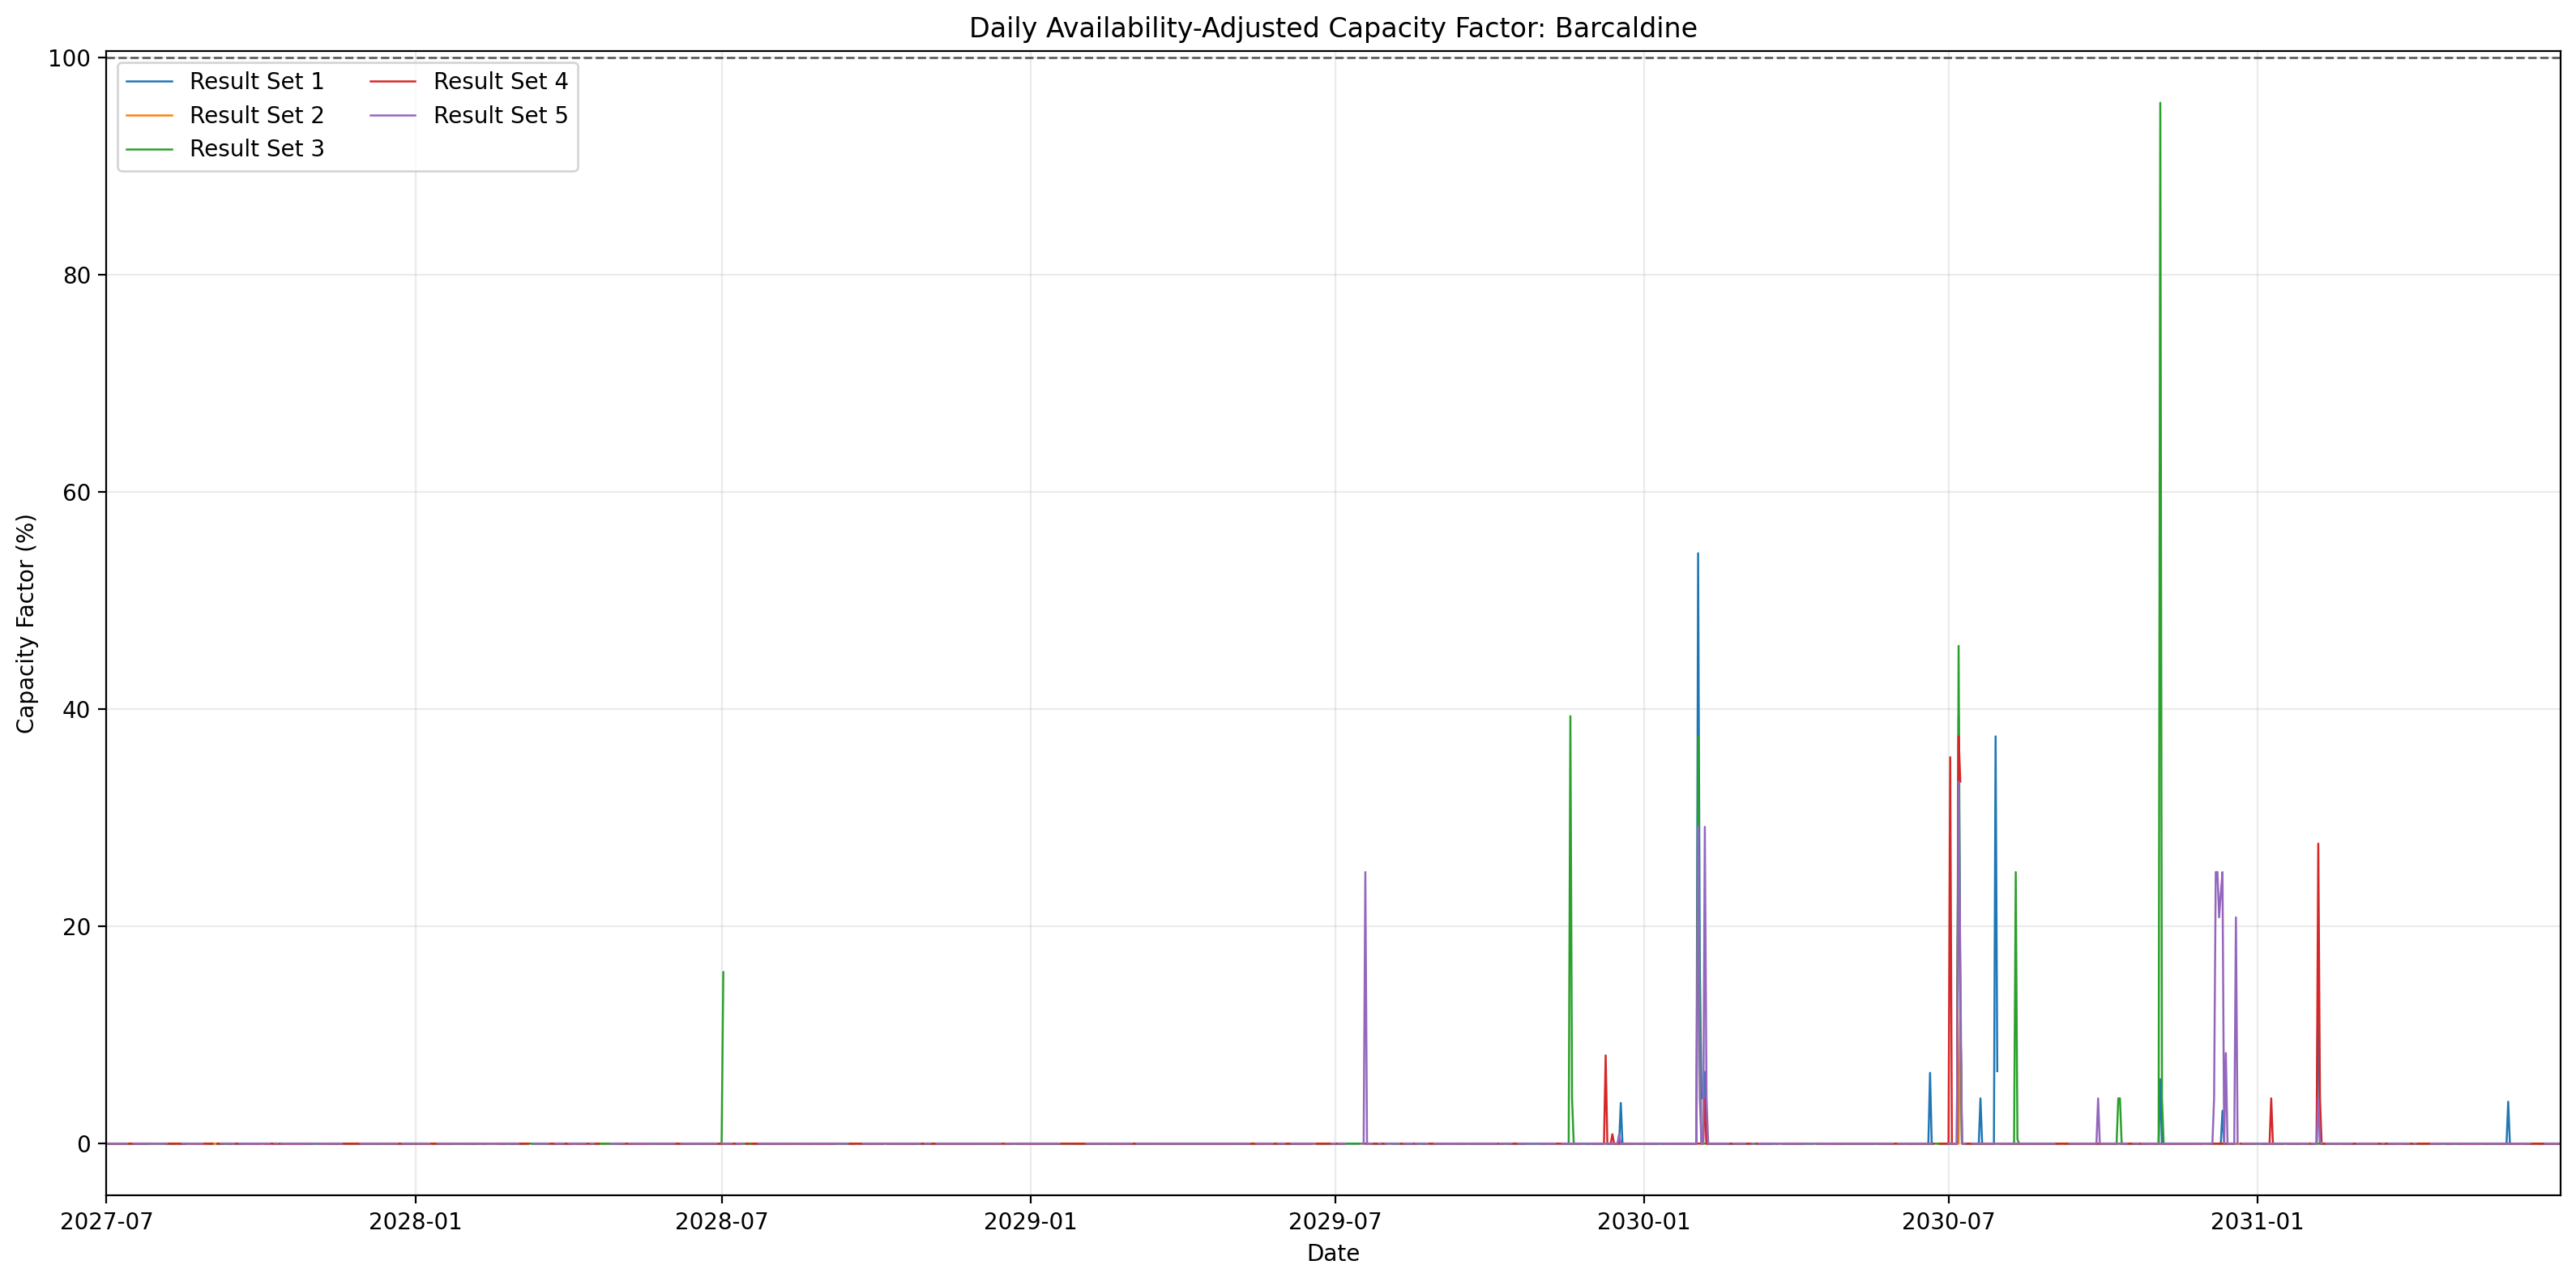 Daily Availability-Adjusted Capacity Factor: Barcaldine
100
80
60
40
20
0
Capacity Factor (%)
Result Set 1
Result Set 2
Result Set 3
Result Set 4
Result Set 5
2027-07 2028-01 2028-07 2029-01 2029-07 2030-01 2030-07 2031-01
Date